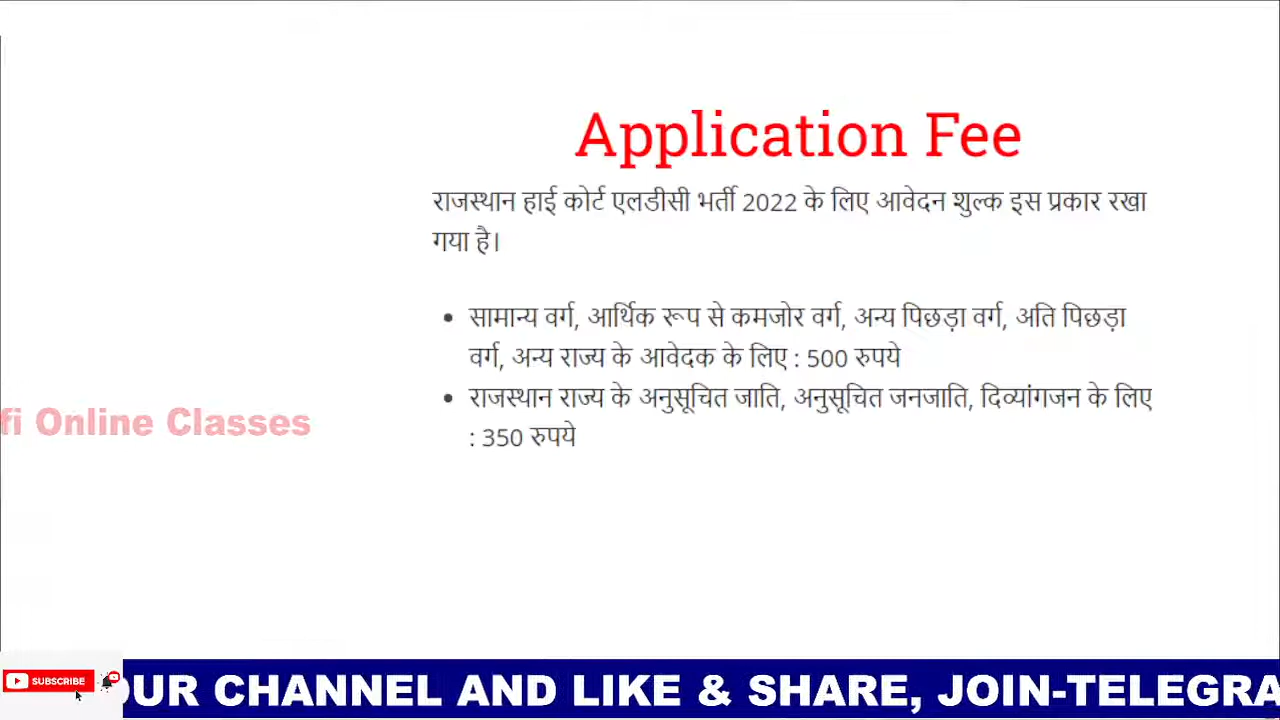 Application Fee
राजस्थान हाई कोर्ट एलडीसी भर्ती 2022 के लिए आवेदन शुल्क इस प्रकार रखा
गया है।
• सामान्य वर्ग, आर्थिक रूप से कमजोर वर्ग, अन्य पिछड़ा वर्ग, अति पिछड़ा
वर्ग, अन्य राज्य के आवेदक के लिए : 500 रुपये
• राजस्थान राज्य के अनुसूचित जाति, अनुसूचित जनजाति, दिव्यांगजन के लिए
: 350 रुपये
fi Online Classes
SUBSCRIBE
OUR CHANNEL AND LIKE & SHARE, JOIN-TELEGRA